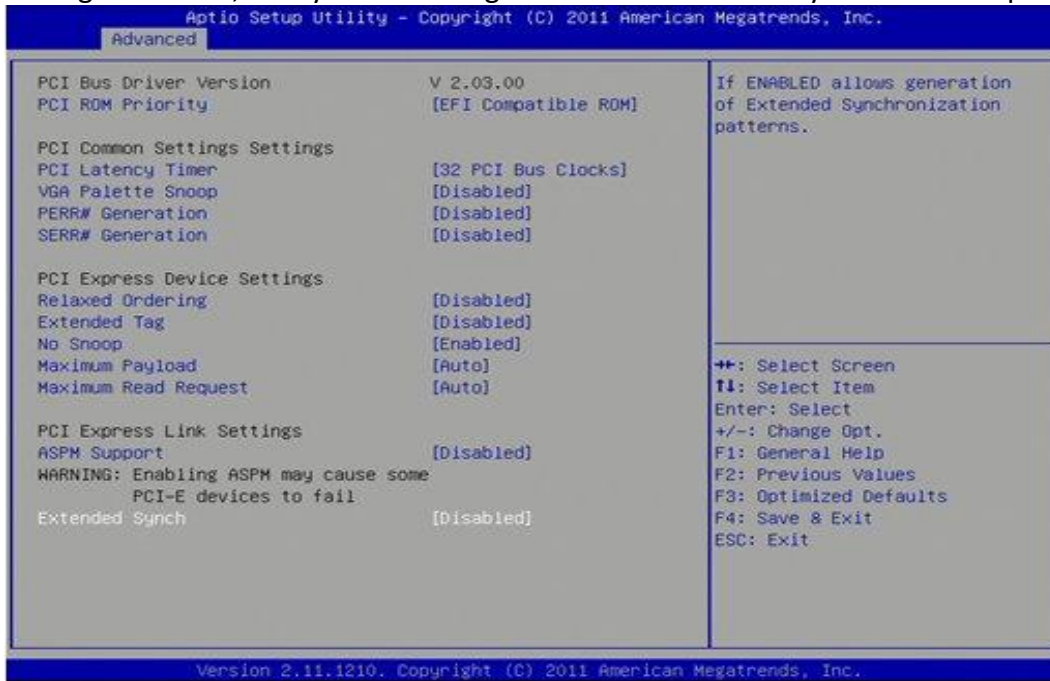 Aptio Setup Utility – Copyright (C) 2011 American Megatrends, Inc.
Advanced
PCI Bus Driver Version V 2.03.00
PCI ROM Priority [EFI Compatible ROM]
PCI Common Settings Settings
PCI Latency Timer [32 PCI Bus Clocks]
VGA Palette Snoop [Disabled]
PERR# Generation [Disabled]
SERR# Generation [Disabled]
PCI Express Device Settings
Relaxed Ordering [Disabled]
Extended Tag [Disabled]
No Snoop [Enabled]
Maximum Payload [Auto]
Maximum Read Request [Auto]
PCI Express Link Settings
ASPM Support [Disabled]
WARNING: Enabling ASPM may cause some
PCI-E devices to fail
Extended Synch [Disabled]
If ENABLED allows generation
of Extended Synchronization
patterns.
→←: Select Screen
↑↓: Select Item
Enter: Select
+/-: Change Opt.
F1: General Help
F2: Previous Values
F3: Optimized Defaults
F4: Save & Exit
ESC: Exit
Version 2.11.1210. Copyright (C) 2011 American Megatrends, Inc.